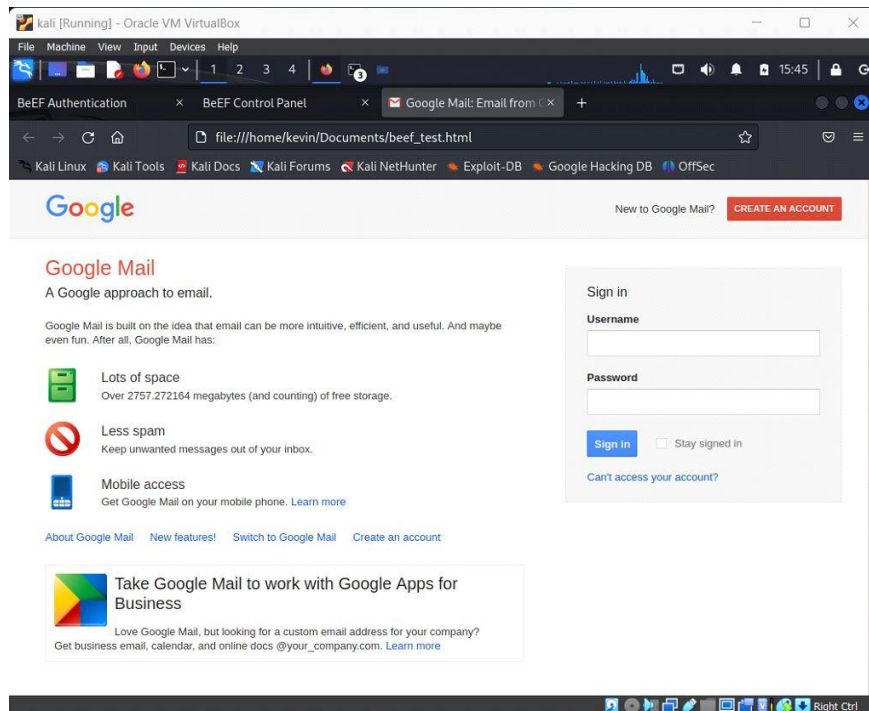 kali [Running] - Oracle VM VirtualBox
File Machine View Input Devices Help
1 2 3 4 3 15:45
BeEF Authentication × BeEF Control Panel × Google Mail: Email from × +
file:///home/kevin/Documents/beef_test.html
Kali Linux Kali Tools Kali Docs Kali Forums Kali NetHunter Exploit-DB Google Hacking DB OffSec
Google New to Google Mail? CREATE AN ACCOUNT
Google Mail
A Google approach to email.
Google Mail is built on the idea that email can be more intuitive, efficient, and useful. And maybe
even fun. After all, Google Mail has:
Lots of space
Over 2757.272164 megabytes (and counting) of free storage.
Less spam
Keep unwanted messages out of your inbox.
Mobile access
Get Google Mail on your mobile phone. Learn more
About Google Mail New features! Switch to Google Mail Create an account
Take Google Mail to work with Google Apps for
Business
Love Google Mail, but looking for a custom email address for your company?
Get business email, calendar, and online docs @your_company.com. Learn more
Sign in
Username
Password
Sign in Stay signed in
Can't access your account?
Right Ctrl